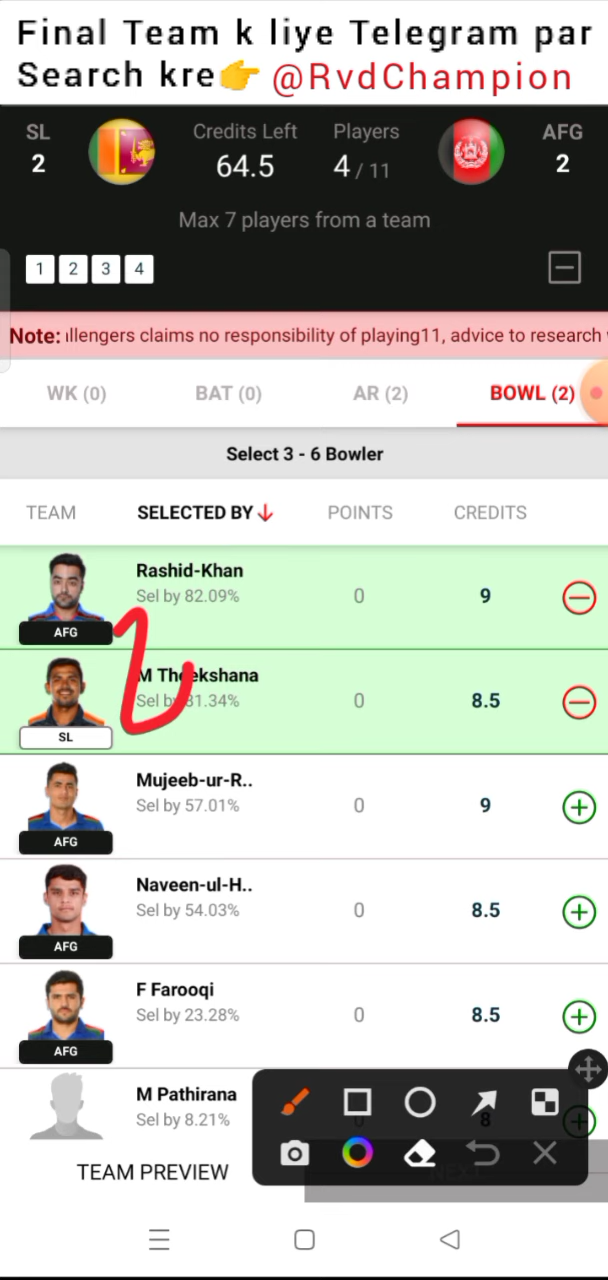 Final Team k liye Telegram par
Search kre👉 @RvdChampion
SL Credits Left Players AFG
2 64.5 4 / 11 2
Max 7 players from a team
1 2 3 4
Note: allengers claims no responsibility of playing11, advice to research
WK (0) BAT (0) AR (2) BOWL (2)
Select 3 - 6 Bowler
TEAM SELECTED BY POINTS CREDITS
Rashid-Khan
Sel by 82.09% 0 9
AFG
M Theekshana
Sel by 81.34% 0 8.5
SL
Mujeeb-ur-R..
Sel by 57.01% 0 9
AFG
Naveen-ul-H..
Sel by 54.03% 0 8.5
AFG
F Farooqi
Sel by 23.28% 0 8.5
AFG
M Pathirana
Sel by 8.21% 0 8
TEAM PREVIEW